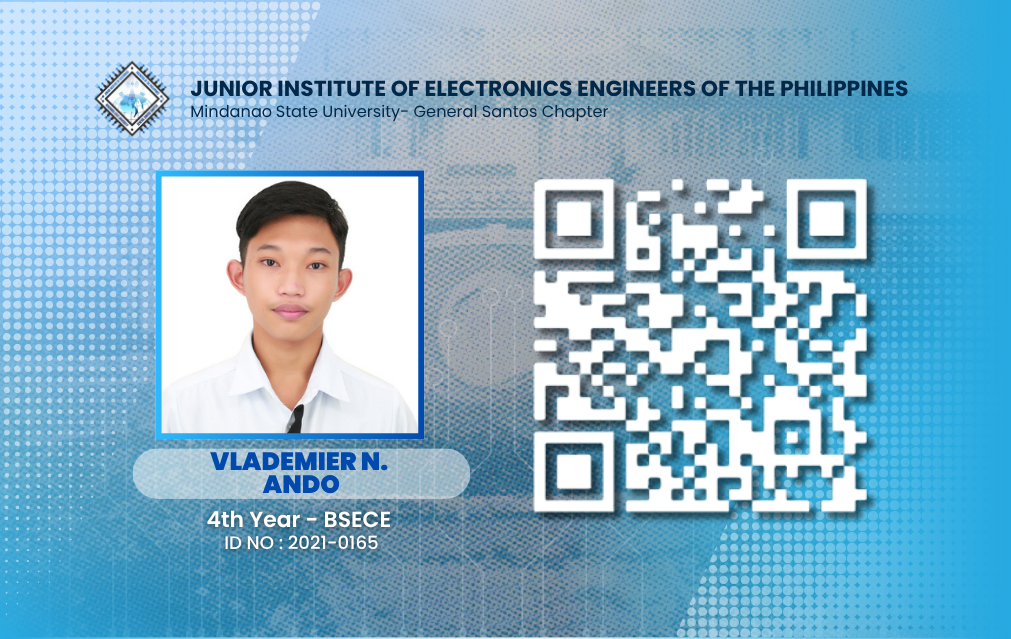 JUNIOR INSTITUTE OF ELECTRONICS ENGINEERS OF THE PHILIPPINES
Mindanao State University- General Santos Chapter
VLADEMIER N.
ANDO
4th Year - BSECE
ID NO : 2021-0165